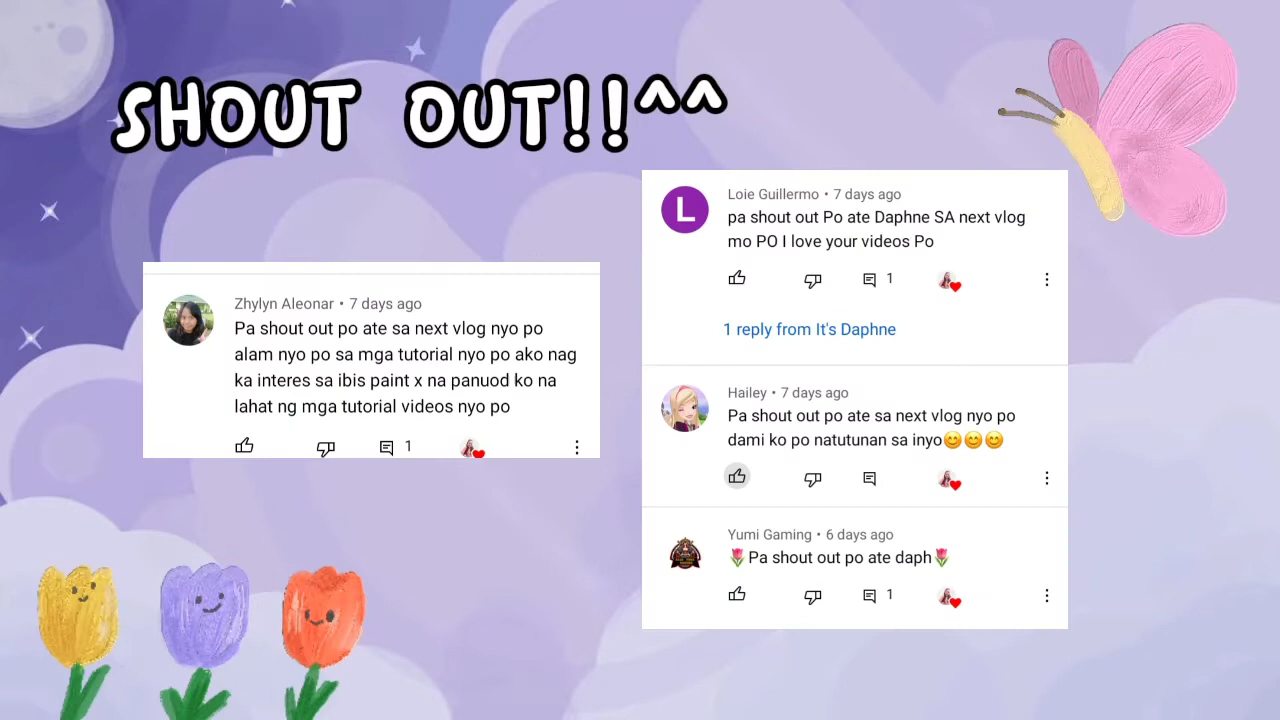 SHOUT OUT!!^^
Zhylyn Aleonar • 7 days ago
Pa shout out po ate sa next vlog nyo po
alam nyo po sa mga tutorial nyo po ako nag
ka interes sa ibis paint x na panuod ko na
lahat ng mga tutorial videos nyo po
1
L
Loie Guillermo • 7 days ago
pa shout out Po ate Daphne SA next vlog
mo PO I love your videos Po
1
1 reply from It's Daphne
Hailey • 7 days ago
Pa shout out po ate sa next vlog nyo po
dami ko po natutunan sa inyo😊😊😊
Yumi Gaming • 6 days ago
🌷Pa shout out po ate daph🌷
1